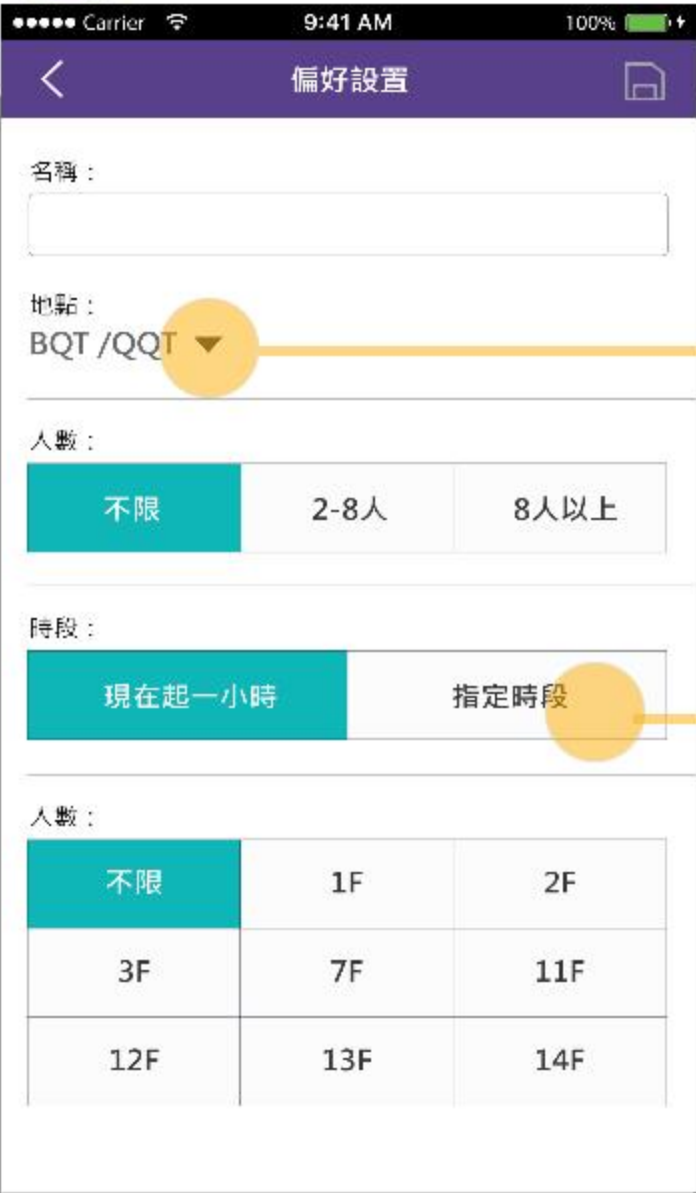 Carrier 9:41 AM 100%
偏好設置
名稱：
地點：
BQT /QQT
人數：
不限 2-8人 8人以上
時段：
現在起一小時 指定時段
人數：
不限 1F 2F
3F 7F 11F
12F 13F 14F